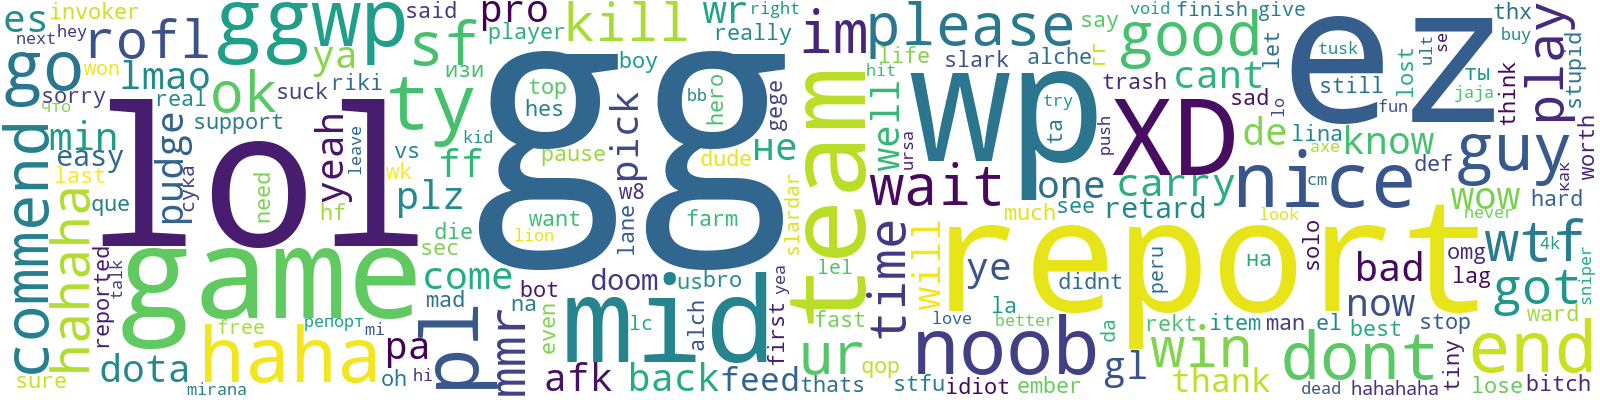 es
invoker
ggwp
sf
said
pro
kill
wr
right
im
please
say
void
finish
give
thx
next
hey
rofl
ya
изи
player
really
team
life
slark
alche
rr
good
let
ez
tusk
still
lost
ult
se
buy
play
go
won
lmao
real
ok
suck
riki
ty
boy
top
hes
gg
bb
hero
gege
hit
wp
try
ta
trash
cant
sad
lo
fun
ты
jaja
think
stupid
sorry
что
lol
support
yeah
leave
vs
kid
pick
не
well
ursa
push
XD
de
lina
know
axe
def
guy
worth
min
easy
last
pudge
сука
need
hf
wk
ff
plz
pause
w8
dude
want
lion
farm
lane
slardar
wait
one
carry
retard
see
much
nice
cm
look
wow
never
hard
как
commend
hahaha
que
reported
talk
game
die
sec
come
mad
na
bot
doom
us
bro
yea
lel
time
will
ye
la
report
didnt
peru
на
solo
bad
omg
lag
4k
wtf
got
sniper
now
ward
sure
dota
haha
free
репорт
mi
mirana
pa
oh
hi
pl
mmr
even
mid
lc
alch
first
afk
back
feed
fast
ur
thats
qop
stfu
love
noob
better
idiot
ember
da
gl
rekt
item
man
el
best
stop
win
thank
dont
dead
hahahaha
tiny
end
lose
bitch